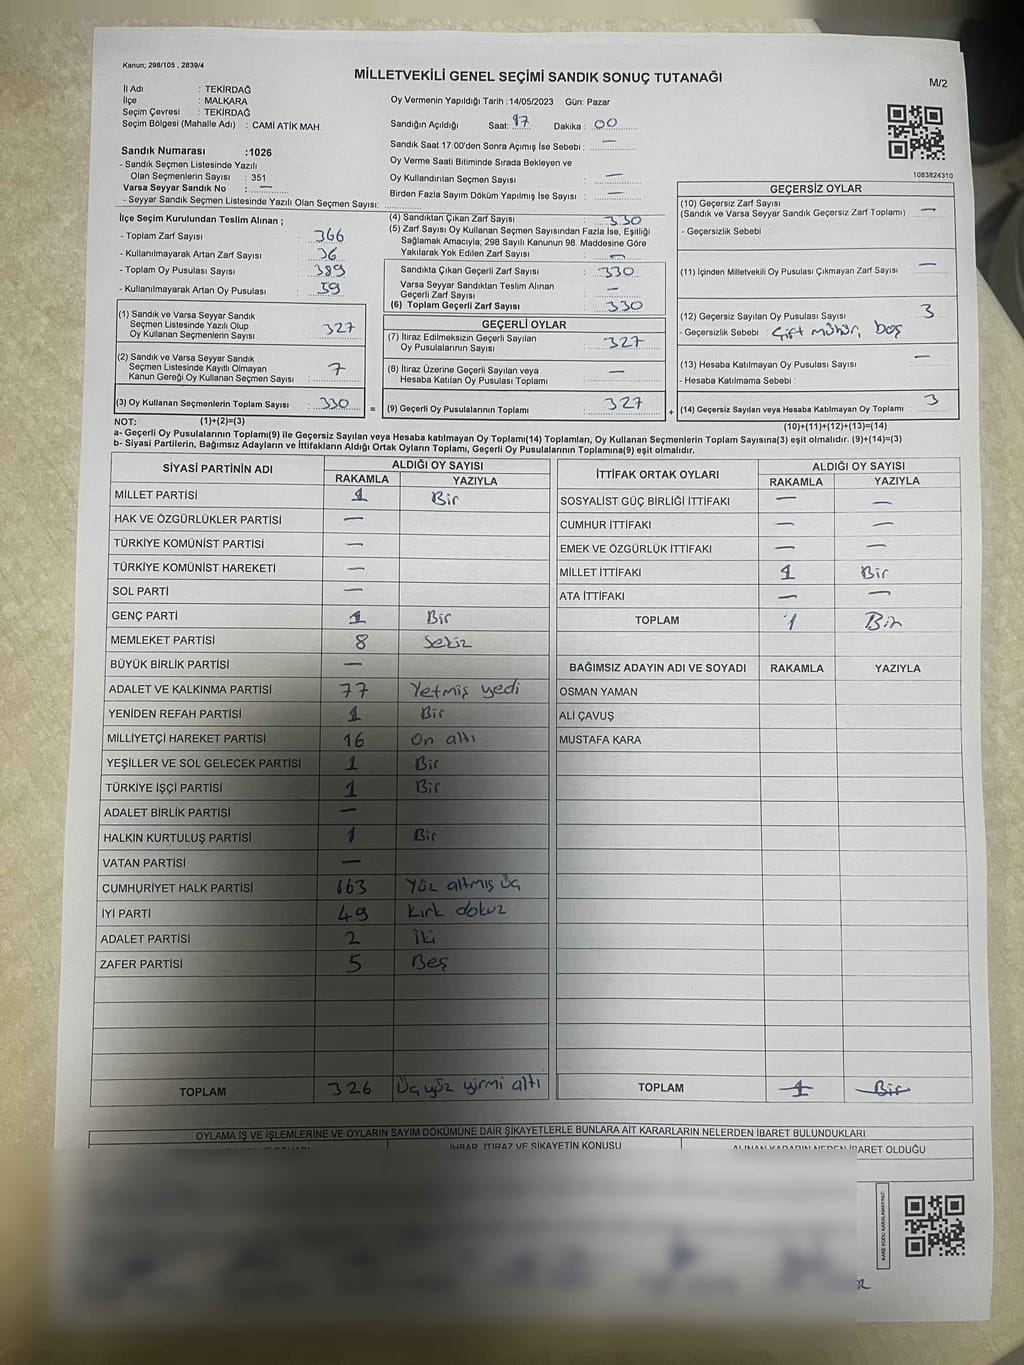 Kanun; 298/105 , 2839/4
MİLLETVEKİLİ GENEL SEÇİMİ SANDIK SONUÇ TUTANAĞI
M/2
İl Adı : TEKİRDAĞ
İlçe : MALKARA
Seçim Çevresi : TEKİRDAĞ
Seçim Bölgesi (Mahalle Adı) : CAMİ ATİK MAH.
Sandık Numarası :1026
- Sandık Seçmen Listesinde Yazılı
Olan Seçmenlerin Sayısı : 351
Varsa Seyyar Sandık No : —
- Seyyar Sandık Listesinde Yazılı Olan Seçmen Sayısı:
Oy Vermenin Yapıldığı Tarih :14/05/2023 Gün: Pazar
Sandığın Açıldığı Saat: 17 Dakika : 00
Sandık Saat 17.00'den Sonra Açımış İse Sebebi : —
Oy Verme Saati Bitiminde Sırada Bekleyen ve
Oy Kullandırılan Seçmen Sayısı : —
Birden Fazla Sayım Döküm Yapılmış İse Sayısı : —
1083824310
İlçe Seçim Kurulundan Teslim Alınan ;
- Toplam Zarf Sayısı : 366
- Kullanılmayarak Artan Zarf Sayısı : 36
- Toplam Oy Pusulası Sayısı : 389
- Kullanılmayarak Artan Oy Pusulası : 59
(1) Sandık ve Varsa Seyyar Sandık
Seçmen Listesinde Yazılı Olup
Oy Kullanan Seçmenlerin Sayısı : 327
(2) Sandık ve Varsa Seyyar Sandık
Seçmen Listesinde Kayıtlı Olmayan
Kanun Gereği Oy Kullanan Seçmen Sayısı : 7
(3) Oy Kullanan Seçmenlerin Toplam Sayısı : 330
(4) Sandıktan Çıkan Zarf Sayısı : 330
(5) Zarf Sayısı Oy Kullanan Seçmen Sayısından Fazla İse, Eşitliği
Sağlamak Amacıyla; 298 Sayılı Kanunun 98. Maddesine Göre
Yakılarak Yok Edilen Zarf Sayısı : —
Sandıkta Çıkan Geçerli Zarf Sayısı : 330
Varsa Seyyar Sandıktan Teslim Alınan
Geçerli Zarf Sayısı : —
(6) Toplam Geçerli Zarf Sayısı : 330
GEÇERLİ OYLAR
(7) İtiraz Edilmeksizin Geçerli Sayılan
Oy Pusulalarının Sayısı : 327
(8) İtiraz Üzerine Geçerli Sayılan veya
Hesaba Katılan Oy Pusulası Toplamı : —
= (9) Geçerli Oy Pusulalarının Toplamı : 327
GEÇERSİZ OYLAR
(10) Geçersiz Zarf Sayısı
(Sandık ve Varsa Seyyar Sandık Geçersiz Zarf Toplamı) : —
- Geçersizlik Sebebi :
(11) İçinden Milletvekili Oy Pusulası Çıkmayan Zarf Sayısı : —
(12) Geçersiz Sayılan Oy Pusulası Sayısı : 3
- Geçersizlik Sebebi : Çift mühür, boş
(13) Hesaba Katılmayan Oy Pusulası Sayısı : —
- Hesaba Katılmama Sebebi :
+ (14) Geçersiz Sayılan veya Hesaba Katılmayan Oy Toplamı : 3
NOT: (1)+(2)=(3)
(10)+(11)+(12)+(13)=(14)
a- Geçerli Oy Pusulalarının Toplamı(9) ile Geçersiz Sayılan veya Hesaba katılmayan Oy Toplamı(14) Toplamları, Oy Kullanan Seçmenlerin Toplam Sayısına(3) eşit olmalıdır. (9)+(14)=(3)
b- Siyasi Partilerin, Bağımsız Adayların ve İttifakların Aldığı Ortak Oyların Toplamı, Geçerli Oy Pusulalarının Toplamına(9) eşit olmalıdır.
SİYASİ PARTİNİN ADI
ALDIĞI OY SAYISI
RAKAMLA YAZIYLA
MİLLET PARTİSİ 1 Bir
HAK VE ÖZGÜRLÜKLER PARTİSİ —
TÜRKİYE KOMÜNİST PARTİSİ —
TÜRKİYE KOMÜNİST HAREKETİ —
SOL PARTİ —
GENÇ PARTİ 1 Bir
MEMLEKET PARTİSİ 8 Sekiz
BÜYÜK BİRLİK PARTİSİ —
ADALET VE KALKINMA PARTİSİ 77 Yetmiş yedi
YENİDEN REFAH PARTİSİ 1 Bir
MİLLİYETÇİ HAREKET PARTİSİ 16 On altı
YEŞİLLER VE SOL GELECEK PARTİSİ 1 Bir
TÜRKİYE İŞÇİ PARTİSİ 1 Bir
ADALET BİRLİK PARTİSİ —
HALKIN KURTULUŞ PARTİSİ 1 Bir
VATAN PARTİSİ —
CUMHURİYET HALK PARTİSİ 163 Yüz altmış üç
İYİ PARTİ 49 Kırk dokuz
ADALET PARTİSİ 2 İki
ZAFER PARTİSİ 5 Beş
TOPLAM 326 Üç yüz yirmi altı
İTTİFAK ORTAK OYLARI
ALDIĞI OY SAYISI
RAKAMLA YAZIYLA
SOSYALİST GÜÇ BİRLİĞİ İTTİFAKI — —
CUMHUR İTTİFAKI — —
EMEK VE ÖZGÜRLÜK İTTİFAKI — —
MİLLET İTTİFAKI 1 Bir
ATA İTTİFAKI — —
TOPLAM 1 Bir
BAĞIMSIZ ADAYIN ADI VE SOYADI RAKAMLA YAZIYLA
OSMAN YAMAN
ALİ ÇAVUŞ
MUSTAFA KARA
TOPLAM 1 Bir
OYLAMA İŞ VE İŞLEMLERİNE VE OYLARIN SAYIM DÖKÜMÜNE DAİR ŞİKAYETLERLE BUNLARA AİT KARARLARIN NELERDEN İBARET BULUNDUKLARI
İHBAR, İTİRAZ VE ŞİKAYETİN KONUSU
ALINAN KARARIN NEDEN İBARET OLDUĞU
KARE KODU KARALAMAYINIZ!